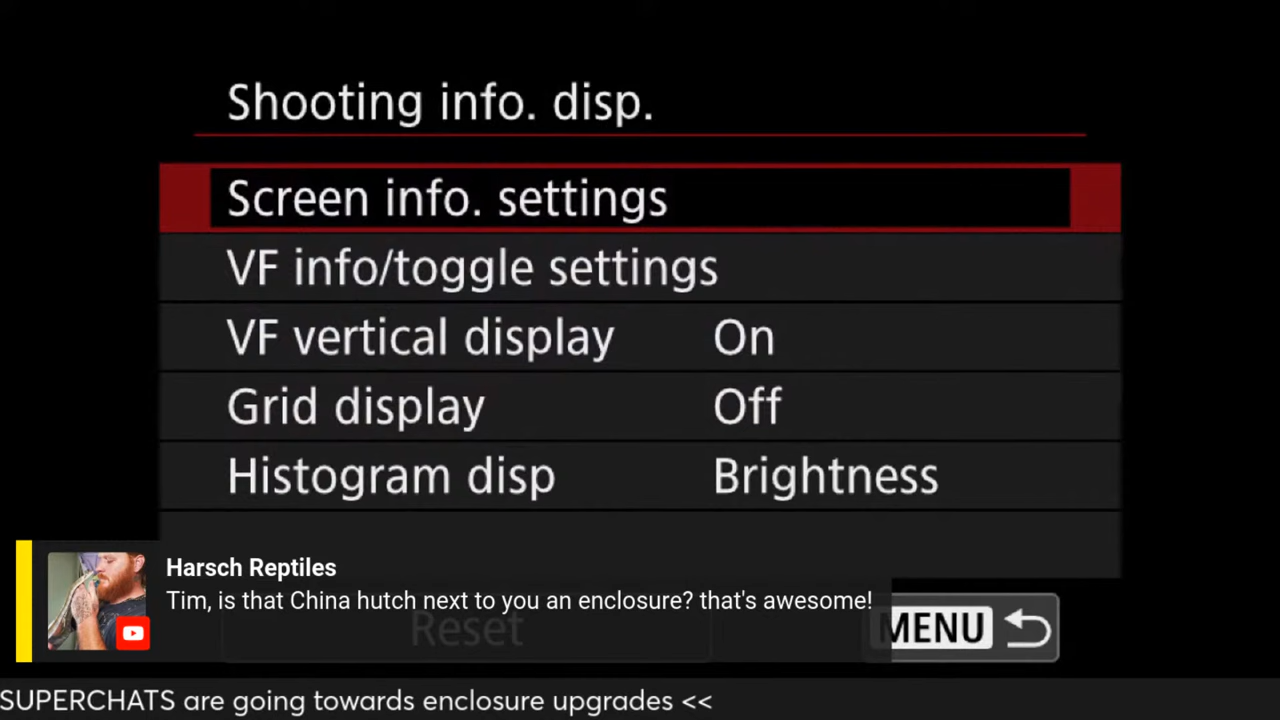 Shooting info. disp.
Screen info. settings
VF info/toggle settings
VF vertical display On
Grid display Off
Histogram disp Brightness
Harsch Reptiles
Tim, is that China hutch next to you an enclosure? that's awesome!
Reset
MENU
SUPERCHATS are going towards enclosure upgrades <<